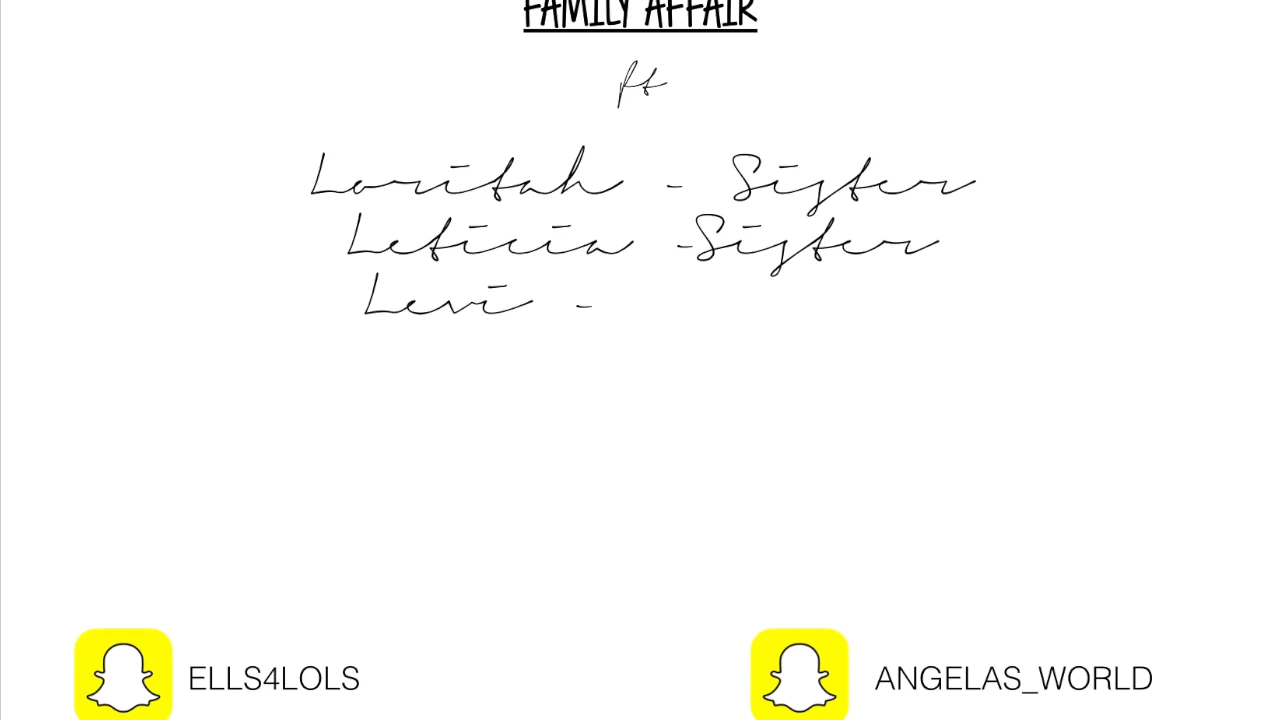 FAMILY AFFAIR
ft
Loritah - Sister
Leticia -Sister
Levi -
ELLS4LOLS
ANGELAS_WORLD